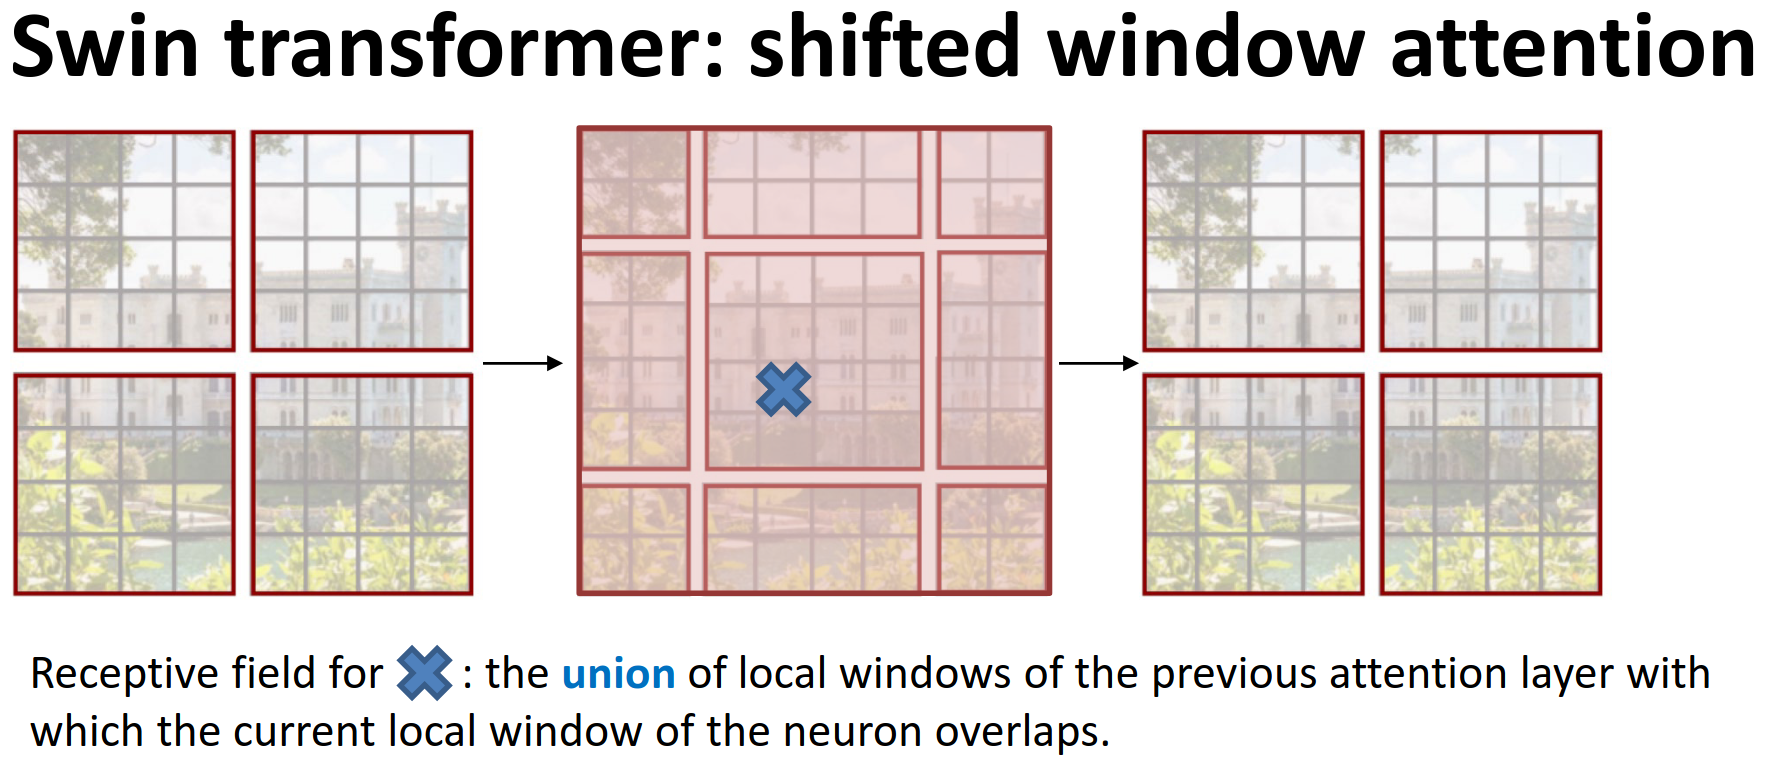 Swin transformer: shifted window attention
Receptive field for : the union of local windows of the previous attention layer with
which the current local window of the neuron overlaps.